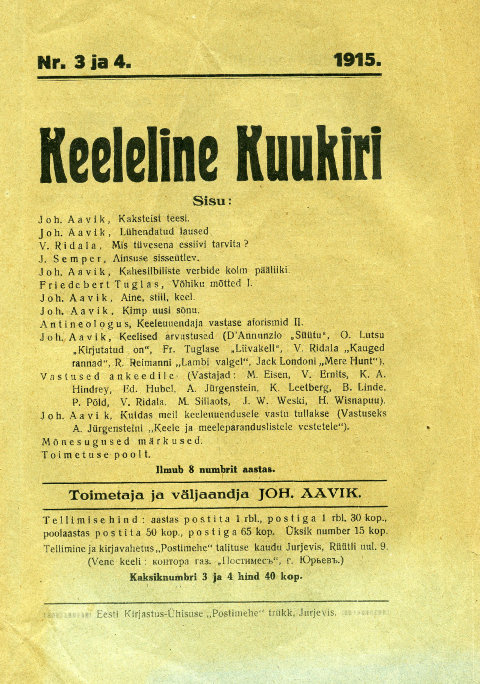 Nr. 3 ja 4. 1915.
Keeleline Kuukiri
Sisu:
Joh. Aavik, Kaksteist teesi.
Joh. Aavik, Lühendatud laused
V. Ridala, Mis tüvesena essiivi tarvita?
J. Semper, Ainsuse sisseütlev.
Joh. Aavik, Kahesilbiliste verbide kolm pääliiki.
Friedebert Tuglas, Võhiku mõtted I.
Joh. Aavik, Aine, stiil, keel.
Joh. Aavik, Kimp uusi sõnu.
Antineologus, Keeleuuendaja vastase aforismid II.
Joh. Aavik, Keelised arvustused (D'Annunzio „Süütu", O. Lutsu
„Kirjutatud on", Fr. Tuglase „Liivakell", V. Ridala „Kauged
rannad", R. Reimanni „Lambi valgel", Jack Londoni „Mere Hunt").
Vastused ankeedile (Vastajad: M. Eisen, V. Ernits, K. A.
Hindrey, Ed. Hubel, A. Jürgenstein, K. Leetberg, B. Linde,
P. Põld, V. Ridala, M. Sillaots, J. W. Weski, H. Wisnapuu).
Joh. Aavik, Kuidas meil keeleuuendusele vastu tullakse (Vastuseks
A. Jürgensteini „Keele ja meeleparanduslistele vestetele").
Mõnesugused märkused.
Toimetuse poolt.
Ilmub 8 numbrit aastas.
Toimetaja ja väljaandja JOH. AAVIK.
Tellimisehind: aastas postita 1 rbl., postiga 1 rbl. 30 kop.,
poolaastas postita 50 kop., postiga 65 kop. Üksik number 15 kop.
Tellimine ja kirjavahetus „Postimehe" talituse kaudu Jurjevis, Rüütli uul. 9.
(Vene keeli: контора газ. „Постимесъ", г. Юрьевъ.)
Kaksiknumbri 3 ja 4 hind 40 kop.
Eesti Kirjastus-Ühisuse „Postimehe" trükk, Jurjevis.